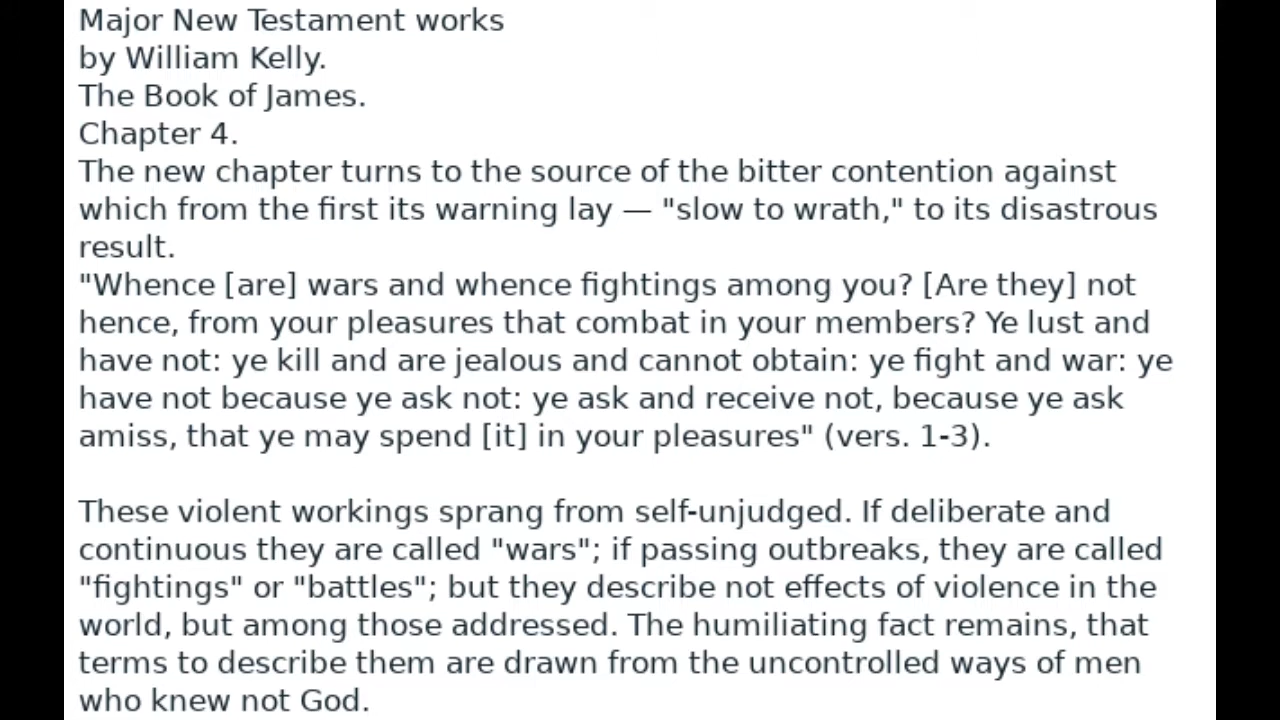 Major New Testament works
by William Kelly.
The Book of James.
Chapter 4.
The new chapter turns to the source of the bitter contention against
which from the first its warning lay — "slow to wrath," to its disastrous
result.
"Whence [are] wars and whence fightings among you? [Are they] not
hence, from your pleasures that combat in your members? Ye lust and
have not: ye kill and are jealous and cannot obtain: ye fight and war: ye
have not because ye ask not: ye ask and receive not, because ye ask
amiss, that ye may spend [it] in your pleasures" (vers. 1-3).
These violent workings sprang from self-unjudged. If deliberate and
continuous they are called "wars"; if passing outbreaks, they are called
"fightings" or "battles"; but they describe not effects of violence in the
world, but among those addressed. The humiliating fact remains, that
terms to describe them are drawn from the uncontrolled ways of men
who knew not God.